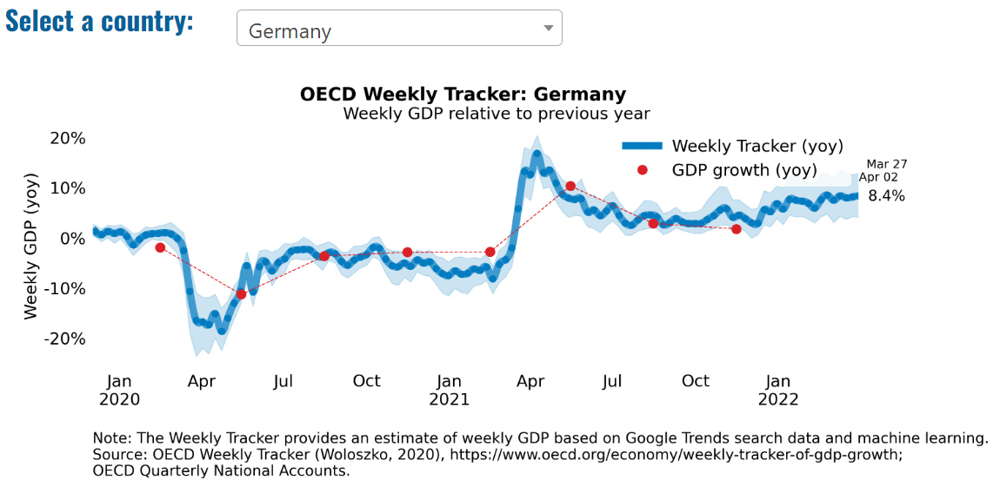 Select a country:
Germany
OECD Weekly Tracker: Germany
Weekly GDP relative to previous year
Weekly Tracker (yoy)
GDP growth (yoy)
Mar 27
Apr 02
8.4%
Weekly GDP (yoy)
20%
10%
0%
-10%
-20%
Jan Apr Jul Oct Jan Apr Jul Oct Jan
2020 2021 2022
Note: The Weekly Tracker provides an estimate of weekly GDP based on Google Trends search data and machine learning.
Source: OECD Weekly Tracker (Woloszko, 2020), https://www.oecd.org/economy/weekly-tracker-of-gdp-growth;
OECD Quarterly National Accounts.